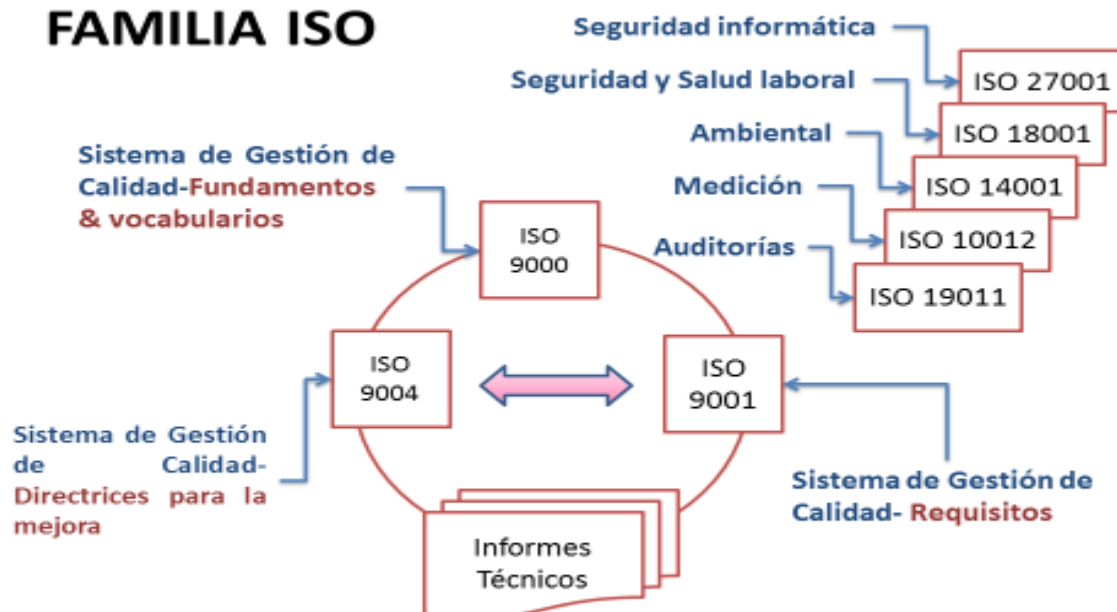 FAMILIA ISO
Seguridad informática
ISO 27001
Seguridad y Salud laboral
ISO 18001
Ambiental
ISO 14001
Medición
ISO 10012
Auditorías
ISO 19011
Sistema de Gestión de
Calidad-Fundamentos
& vocabularios
ISO
9000
ISO
9004
ISO
9001
Sistema de Gestión
de Calidad-
Directrices para la
mejora
Sistema de Gestión de
Calidad- Requisitos
Informes
Técnicos